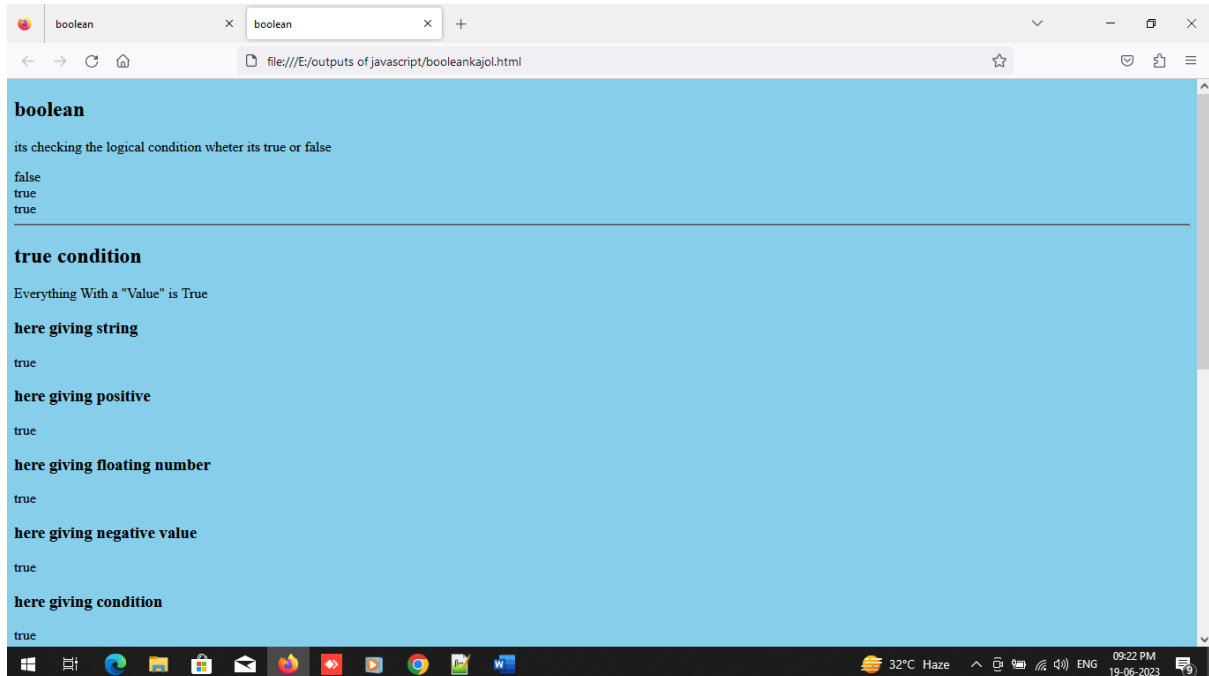 boolean
boolean
file:///E:/outputs of javascript/booleankajol.html
boolean
its checking the logical condition wheter its true or false
false
true
true
true condition
Everything With a "Value" is True
here giving string
true
here giving positive
true
here giving floating number
true
here giving negative value
true
here giving condition
true
32°C Haze
ENG
09:22 PM
19-06-2023
9